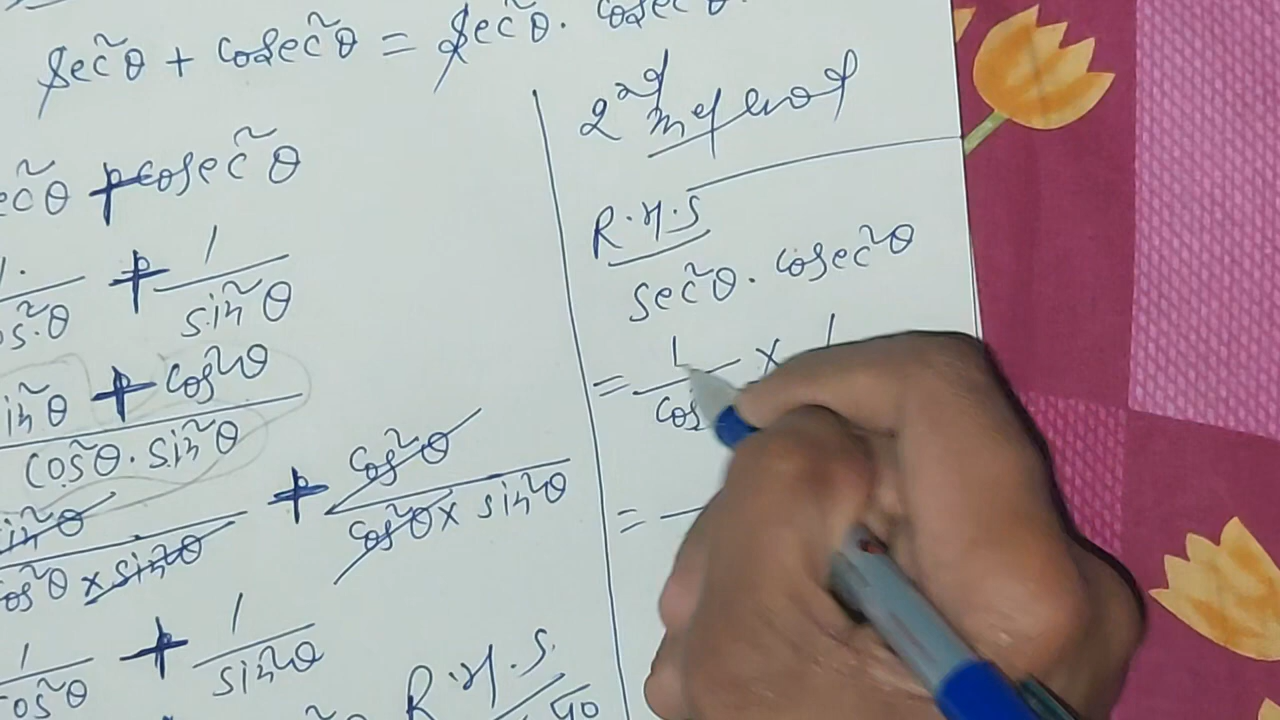 sec²θ + cosec²θ = sec²θ. cosec²θ
sec²θ + cosec²θ
1/cos²θ + 1/sin²θ
sin²θ + cos²θ / cos²θ. sin²θ
sin²θ / cos²θ × sin²θ + cos²θ / cos²θ × sin²θ
1/cos²θ + 1/sin²θ
R.H.S.
2nd method
R.H.S
sec²θ. cosec²θ
= 1/cos × 1
=